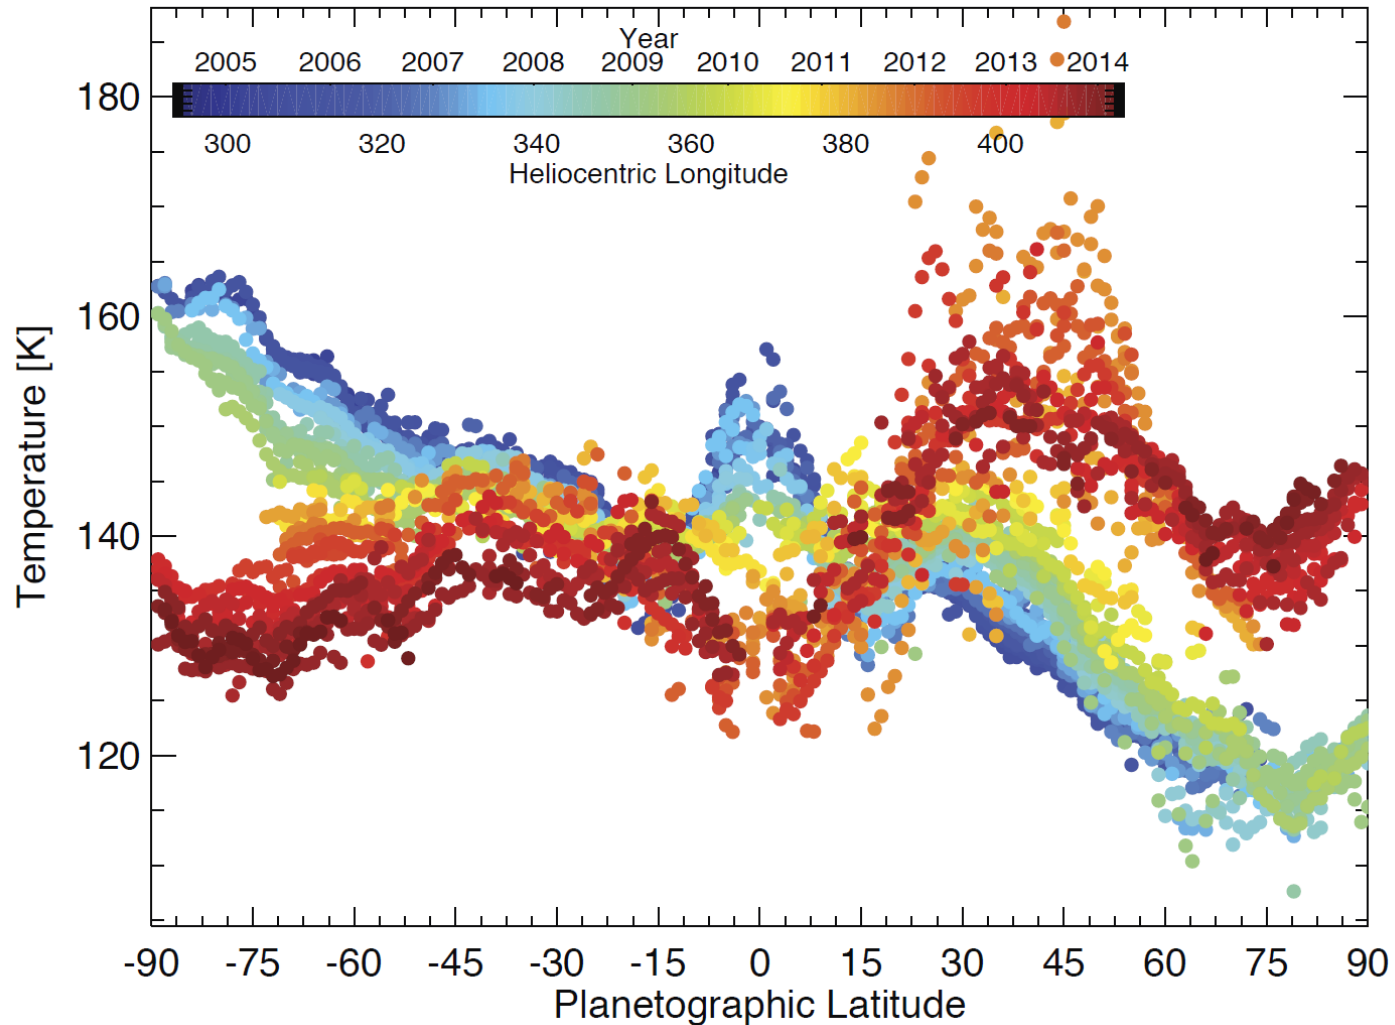 Year
2005 2006 2007 2008 2009 2010 2011 2012 2013 2014
300 320 340 360 380 400
Heliocentric Longitude
180
160
140
120
Temperature [K]
-90 -75 -60 -45 -30 -15 0 15 30 45 60 75 90
Planetographic Latitude